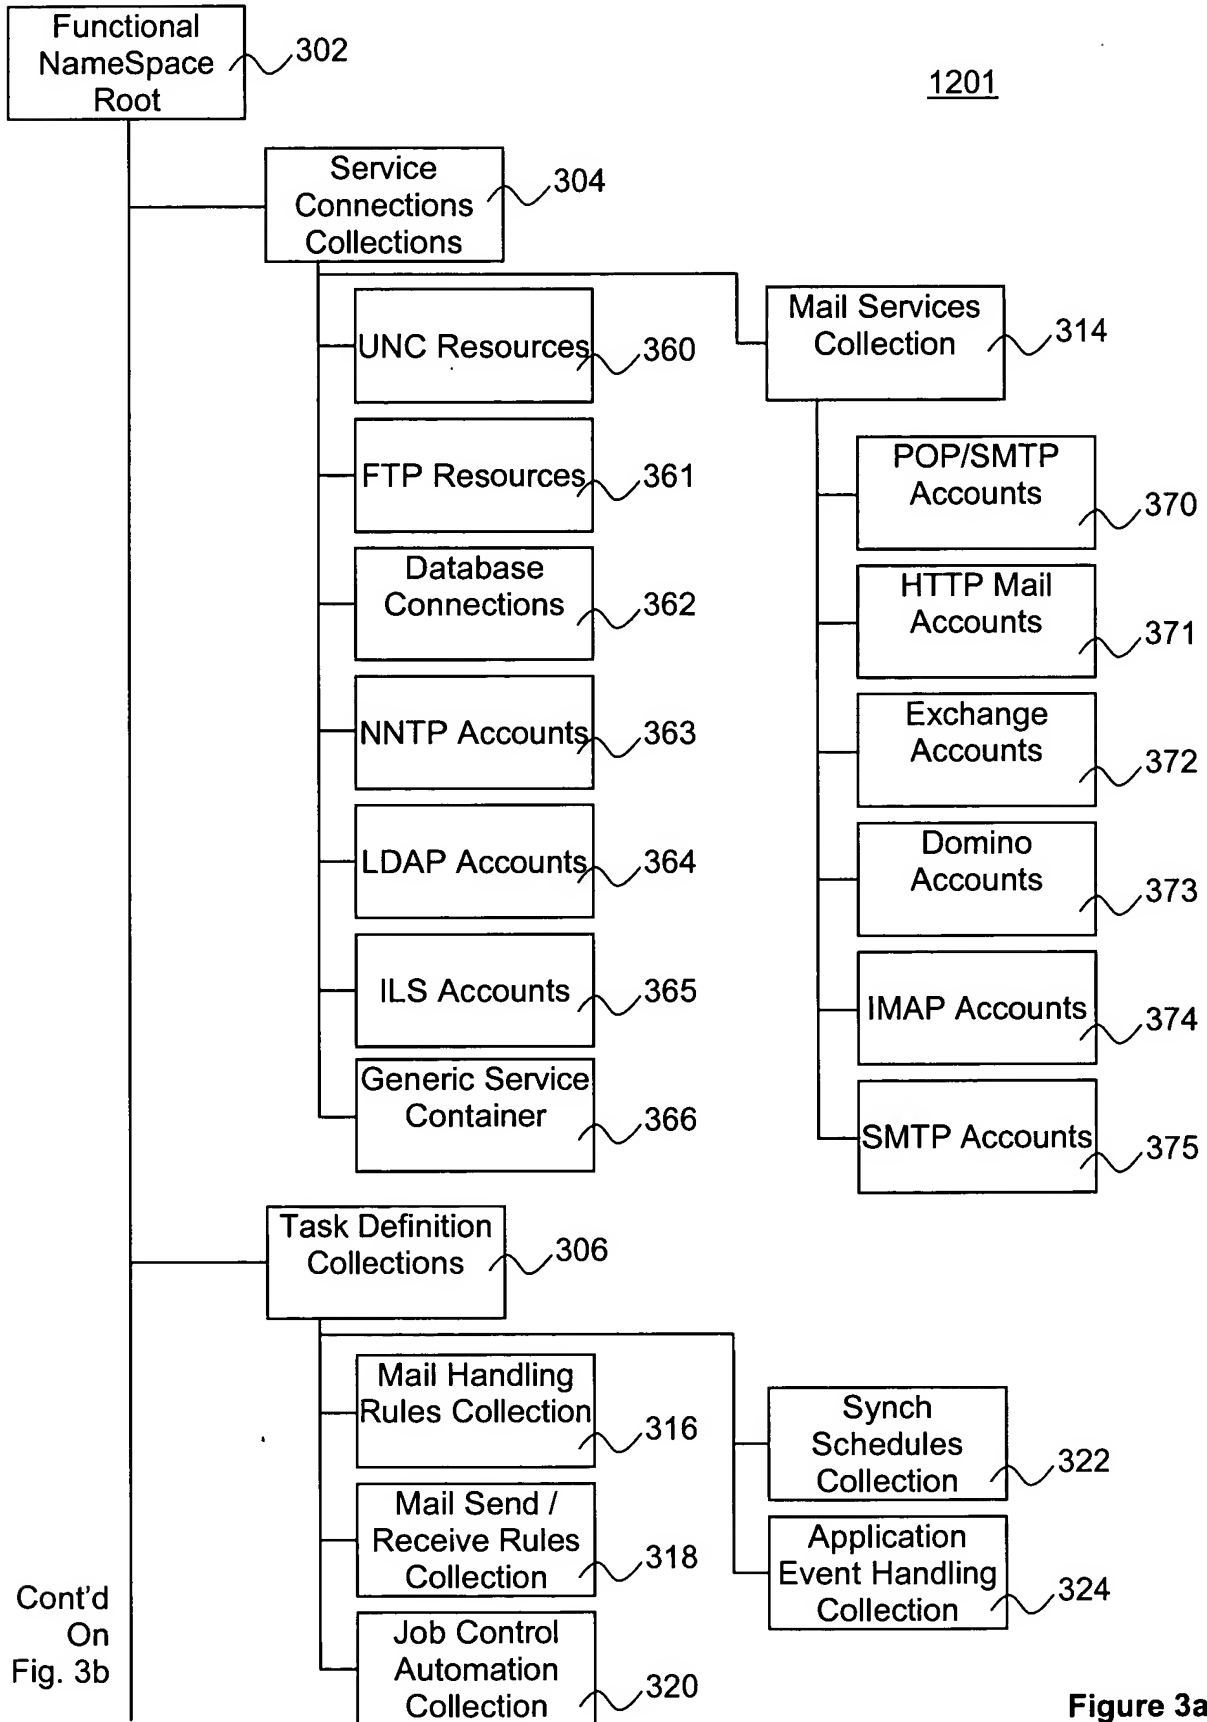 Functional
NameSpace
Root
302
1201
Service
Connections
Collections
304
UNC Resources
360
Mail Services
Collection
314
FTP Resources
361
POP/SMTP
Accounts
370
Database
Connections
362
HTTP Mail
Accounts
371
NNTP Accounts
363
Exchange
Accounts
372
LDAP Accounts
364
Domino
Accounts
373
ILS Accounts
365
IMAP Accounts
374
Generic Service
Container
366
SMTP Accounts
375
Task Definition
Collections
306
Mail Handling
Rules Collection
316
Synch
Schedules
Collection
322
Mail Send /
Receive Rules
Collection
318
Application
Event Handling
Collection
324
Job Control
Automation
Collection
320
Cont'd
On
Fig. 3b
Figure 3a